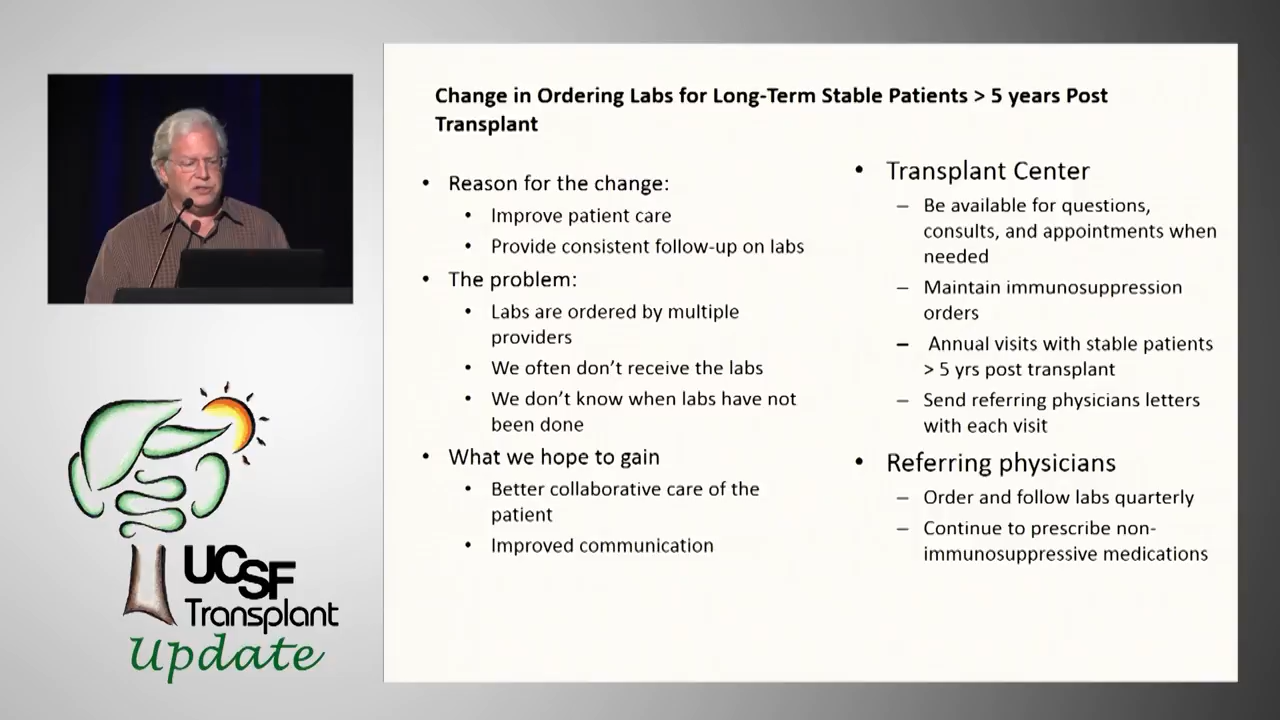 Change in Ordering Labs for Long-Term Stable Patients > 5 years Post
Transplant
• Reason for the change:
• Improve patient care
• Provide consistent follow-up on labs
• The problem:
• Labs are ordered by multiple
providers
• We often don’t receive the labs
• We don’t know when labs have not
been done
• What we hope to gain
• Better collaborative care of the
patient
• Improved communication
• Transplant Center
– Be available for questions,
consults, and appointments when
needed
– Maintain immunosuppression
orders
– Annual visits with stable patients
> 5 yrs post transplant
– Send referring physicians letters
with each visit
• Referring physicians
– Order and follow labs quarterly
– Continue to prescribe non-
immunosuppressive medications
UCSF
Transplant
Update